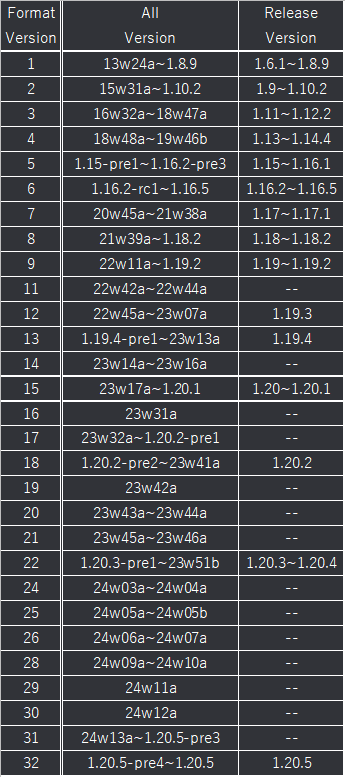 Format All Release
Version Version Version
1 13w24a~1.8.9 1.6.1~1.8.9
2 15w31a~1.10.2 1.9~1.10.2
3 16w32a~18w47a 1.11~1.12.2
4 18w48a~19w46b 1.13~1.14.4
5 1.15-pre1~1.16.2-pre3 1.15~1.16.1
6 1.16.2-rc1~1.16.5 1.16.2~1.16.5
7 20w45a~21w38a 1.17~1.17.1
8 21w39a~1.18.2 1.18~1.18.2
9 22w11a~1.19.2 1.19~1.19.2
11 22w42a~22w44a --
12 22w45a~23w07a 1.19.3
13 1.19.4-pre1~23w13a 1.19.4
14 23w14a~23w16a --
15 23w17a~1.20.1 1.20~1.20.1
16 23w31a --
17 23w32a~1.20.2-pre1 --
18 1.20.2-pre2~23w41a 1.20.2
19 23w42a --
20 23w43a~23w44a --
21 23w45a~23w46a --
22 1.20.3-pre1~23w51b 1.20.3~1.20.4
24 24w03a~24w04a --
25 24w05a~24w05b --
26 24w06a~24w07a --
28 24w09a~24w10a --
29 24w11a --
30 24w12a --
31 24w13a~1.20.5-pre3 --
32 1.20.5-pre4~1.20.5 1.20.5